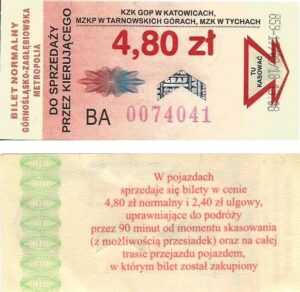 KZK GOP W KATOWICACH,
MZKP W TARNOWSKICH GÓRACH, MZK W TYCHACH
4,80 zł
BILET NORMALNY
GÓRNOŚLĄSKO-ZAGŁĘBIOWSKA
METROPOLIA
DO SPRZEDAŻY
PRZEZ KIERUJĄCEGO
BA 0074041
TU
KASOWAĆ
W pojazdach
sprzedaje się bilety w cenie
4,80 zł normalny i 2,40 zł ulgowy,
uprawniające do podróży
przez 90 minut od momentu skasowania
(z możliwością przesiadek) oraz na całej
trasie przejazdu pojazdem,
w którym bilet został zakupiony